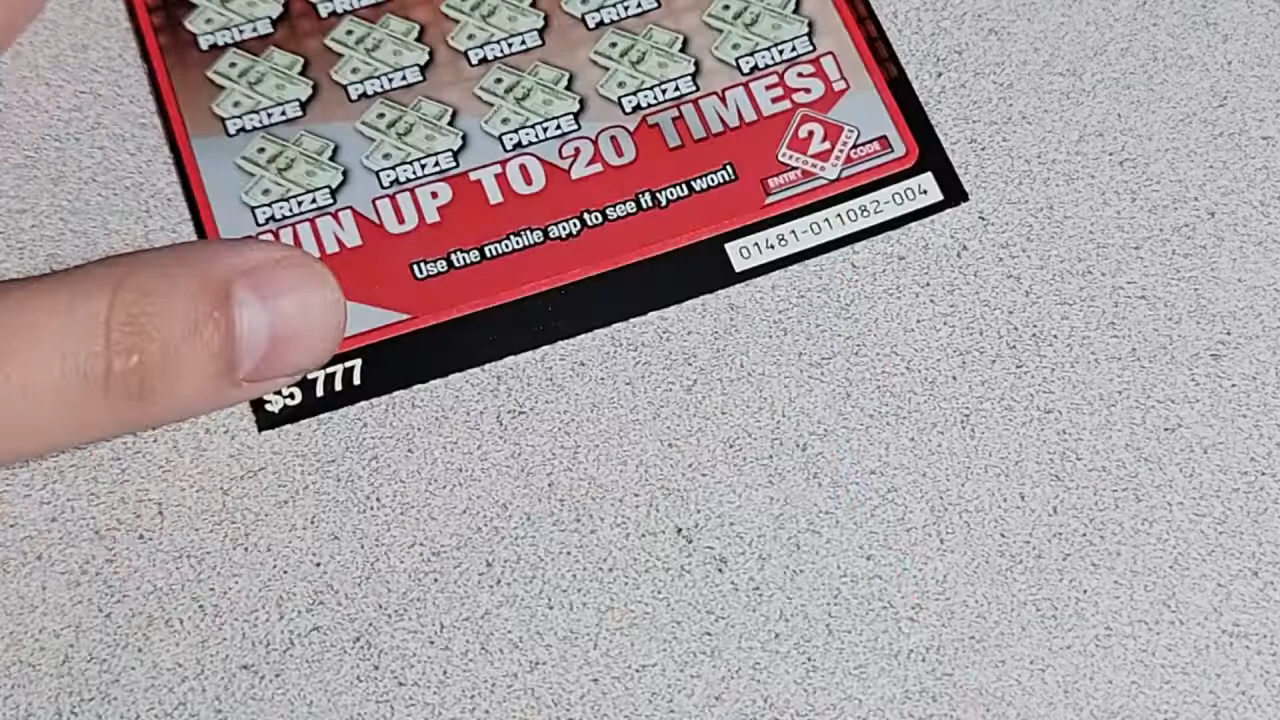 PRIZE PRIZE PRIZE PRIZE PRIZE
PRIZE PRIZE PRIZE PRIZE
PRIZE PRIZE PRIZE
PRIZE
WIN UP TO 20 TIMES!
Use the mobile app to see if you won!
2
SECOND CHANCE
ENTRY CODE
01481-011082-004
$5 777